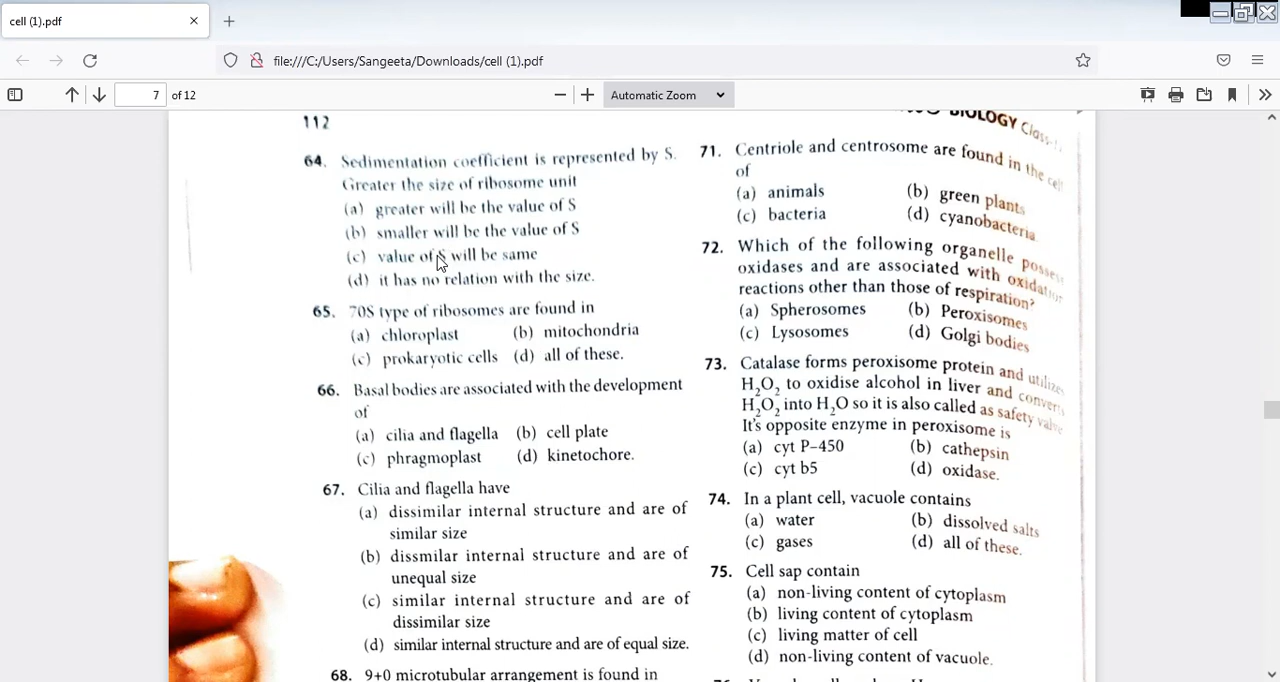 cell (1).pdf
file:///C:/Users/Sangeeta/Downloads/cell (1).pdf
7 of 12
Automatic Zoom
112
BIOLOGY Class-
64. Sedimentation coefficient is represented by S.
Greater the size of ribosome unit
(a) greater will be the value of S
(b) smaller will be the value of S
(c) value of S will be same
(d) it has no relation with the size.
65. 70S type of ribosomes are found in
(a) chloroplast (b) mitochondria
(c) prokaryotic cells (d) all of these.
66. Basal bodies are associated with the development
of
(a) cilia and flagella (b) cell plate
(c) phragmoplast (d) kinetochore.
67. Cilia and flagella have
(a) dissimilar internal structure and are of
similar size
(b) dissmilar internal structure and are of
unequal size
(c) similar internal structure and are of
dissimilar size
(d) similar internal structure and are of equal size.
68. 9+0 microtubular arrangement is found in
71. Centriole and centrosome are found in the cell
of
(a) animals (b) green plants
(c) bacteria (d) cyanobacteria
72. Which of the following organelle posses
oxidases and are associated with oxidation
reactions other than those of respiration?
(a) Spherosomes (b) Peroxisomes
(c) Lysosomes (d) Golgi bodies
73. Catalase forms peroxisome protein and utilizes
H₂O₂ to oxidise alcohol in liver and converts
H₂O₂ into H₂O so it is also called as safety valve
It's opposite enzyme in peroxisome is
(a) cyt P–450 (b) cathepsin
(c) cyt b5 (d) oxidase.
74. In a plant cell, vacuole contains
(a) water (b) dissolved salts
(c) gases (d) all of these.
75. Cell sap contain
(a) non-living content of cytoplasm
(b) living content of cytoplasm
(c) living matter of cell
(d) non-living content of vacuole.